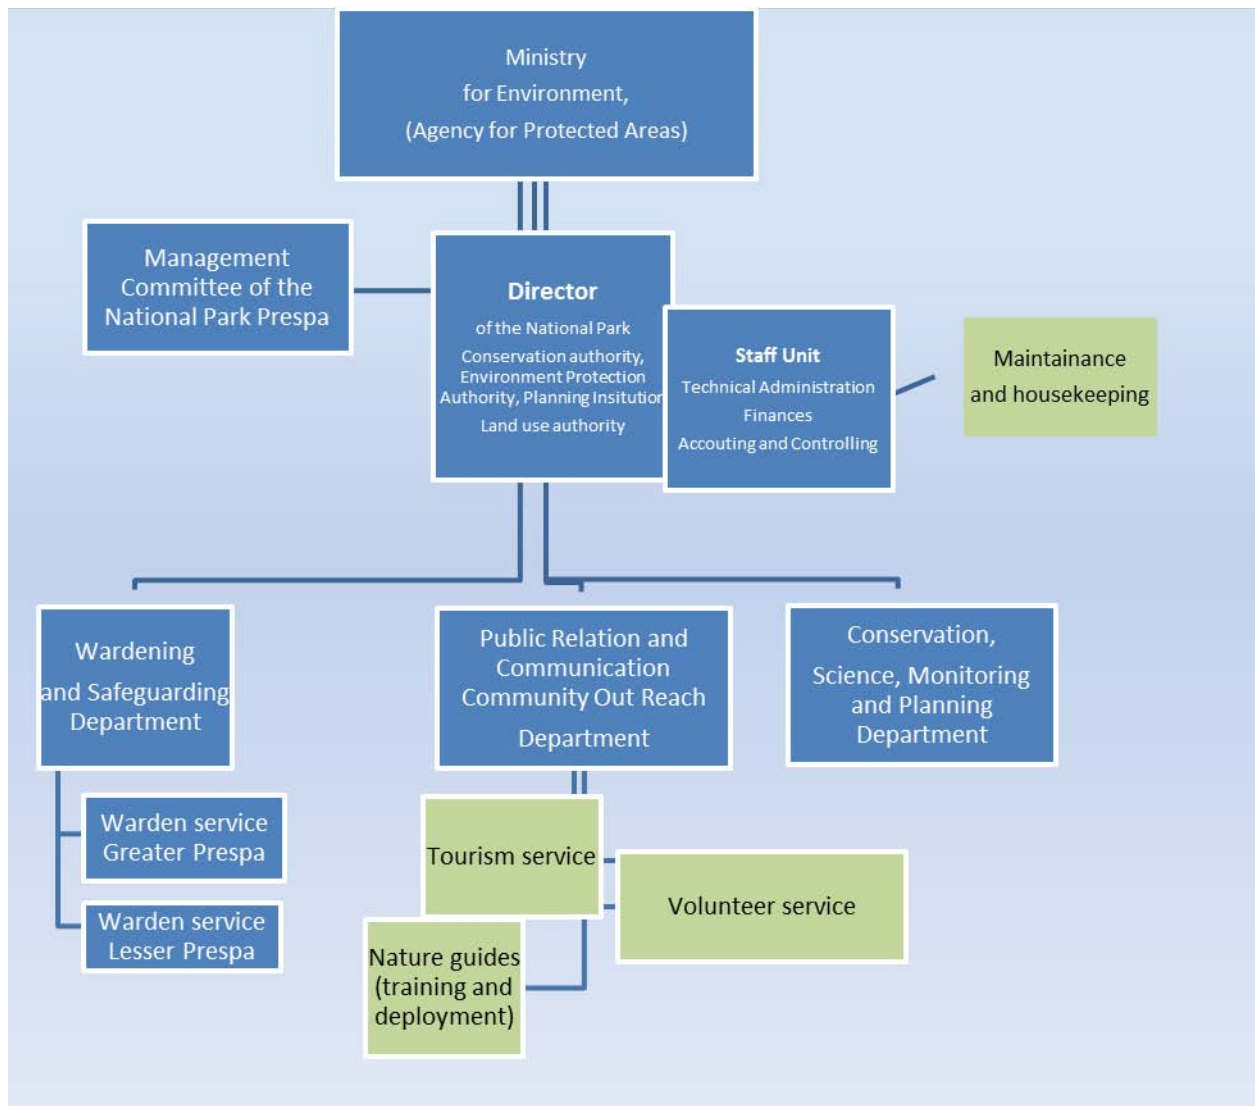 Ministry
for Environment,
(Agency for Protected Areas)
Management
Committee of the
National Park Prespa
Director
of the National Park
Conservation authority,
Environment Protection
Authority, Planning Insitution
Land use authority
Staff Unit
Technical Administration
Finances
Accouting and Controlling
Maintainance
and housekeeping
Wardening
and Safeguarding
Department
Public Relation and
Communication
Community Out Reach
Department
Conservation,
Science, Monitoring
and Planning
Department
Warden service
Greater Prespa
Warden service
Lesser Prespa
Tourism service
Volunteer service
Nature guides
(training and
deployment)